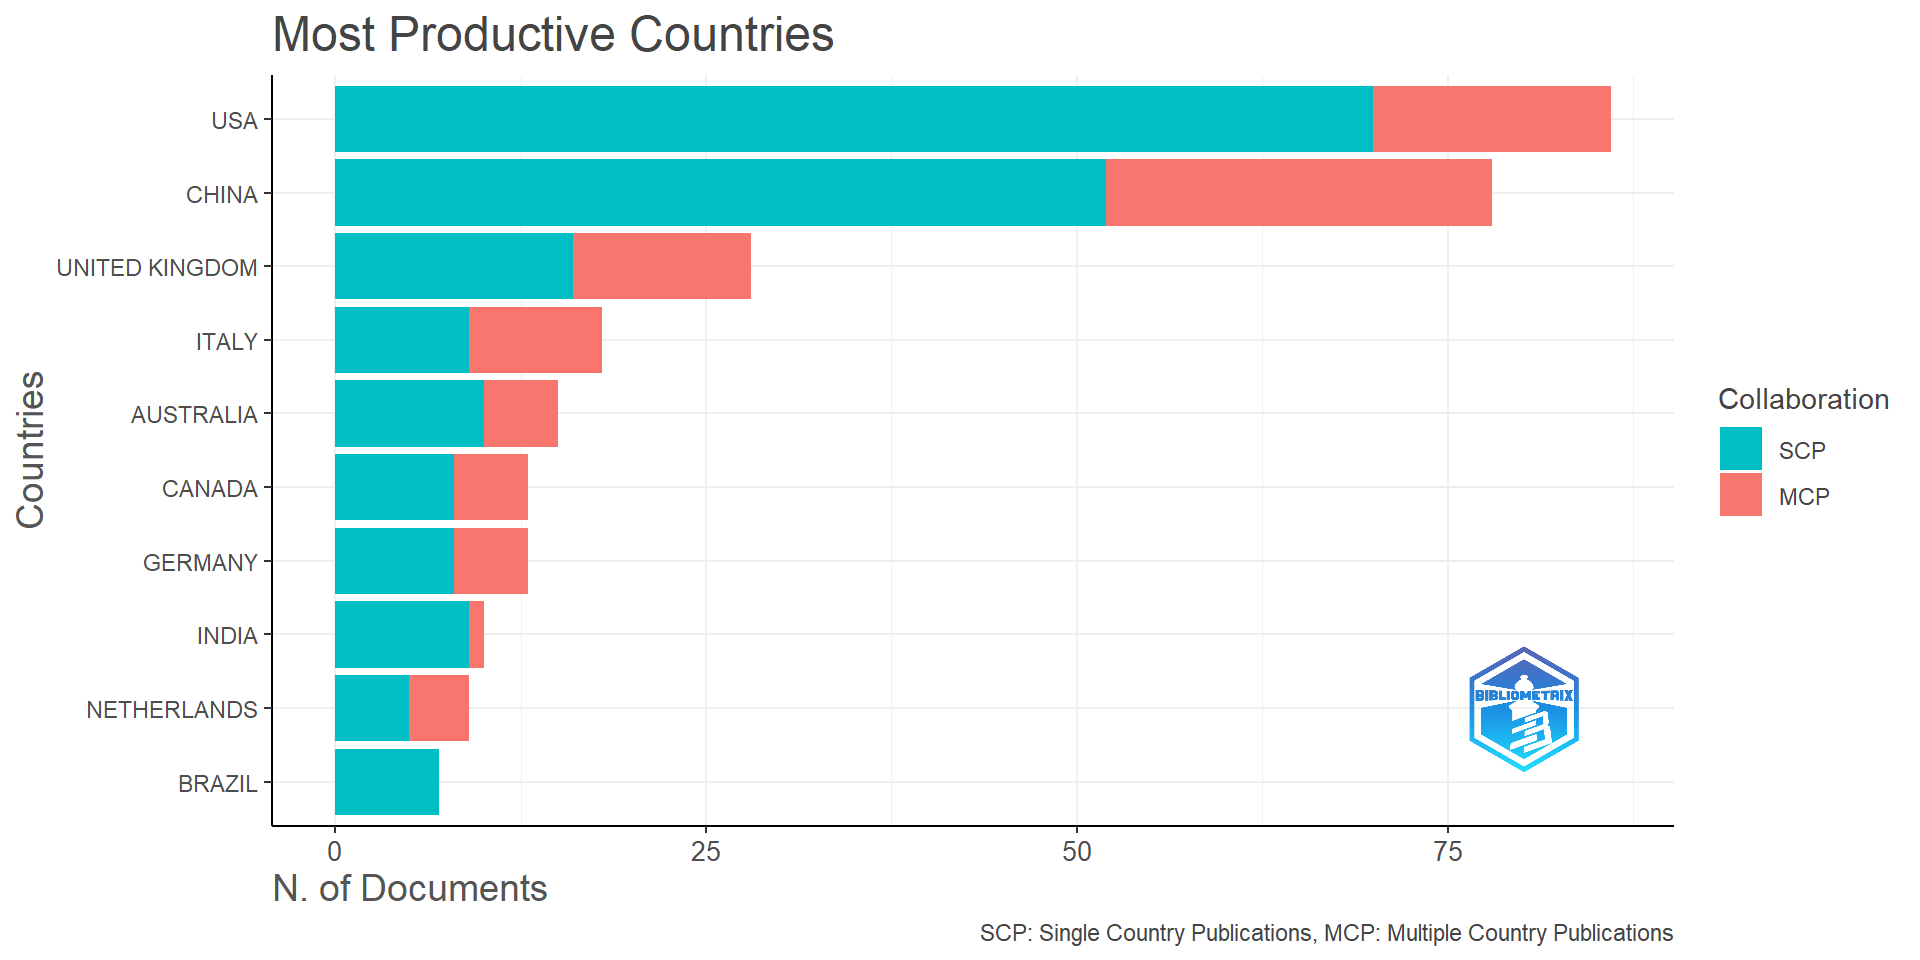 Most Productive Countries
USA
CHINA
UNITED KINGDOM
ITALY
AUSTRALIA
CANADA
GERMANY
INDIA
NETHERLANDS
BRAZIL
Countries
0 25 50 75
N. of Documents
Collaboration
SCP
MCP
BIBLIOMETRIX
SCP: Single Country Publications, MCP: Multiple Country Publications